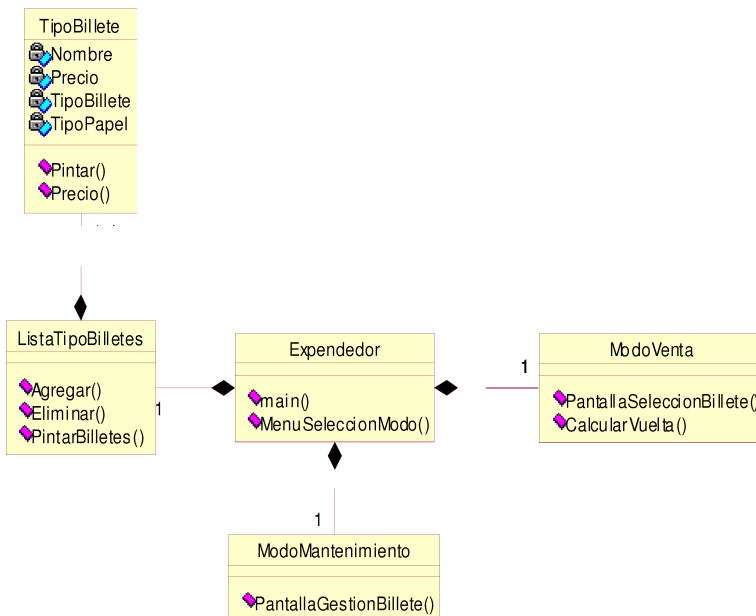 TipoBillete
Nombre
Precio
TipoBillete
TipoPapel
Pintar()
Precio()
ListaTipoBilletes
Agregar()
Eliminar()
PintarBilletes()
1
Expendedor
main()
MenuSeleccionModo()
1
ModoVenta
PantallaSeleccionBillete()
CalcularVuelta()
1
ModoMantenimiento
PantallaGestionBillete()